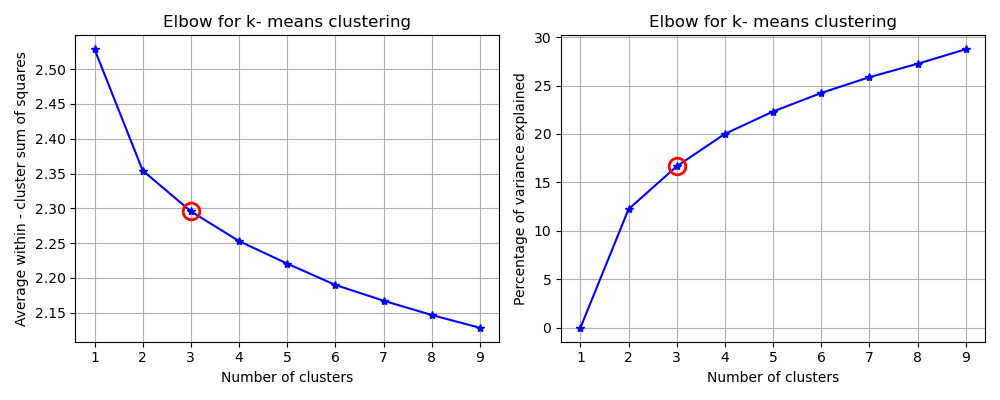 Elbow for k- means clustering
Average within - cluster sum of squares
2.50
2.45
2.40
2.35
2.30
2.25
2.20
2.15
1 2 3 4 5 6 7 8 9
Number of clusters
Elbow for k- means clustering
Percentage of variance explained
30
25
20
15
10
5
0
1 2 3 4 5 6 7 8 9
Number of clusters